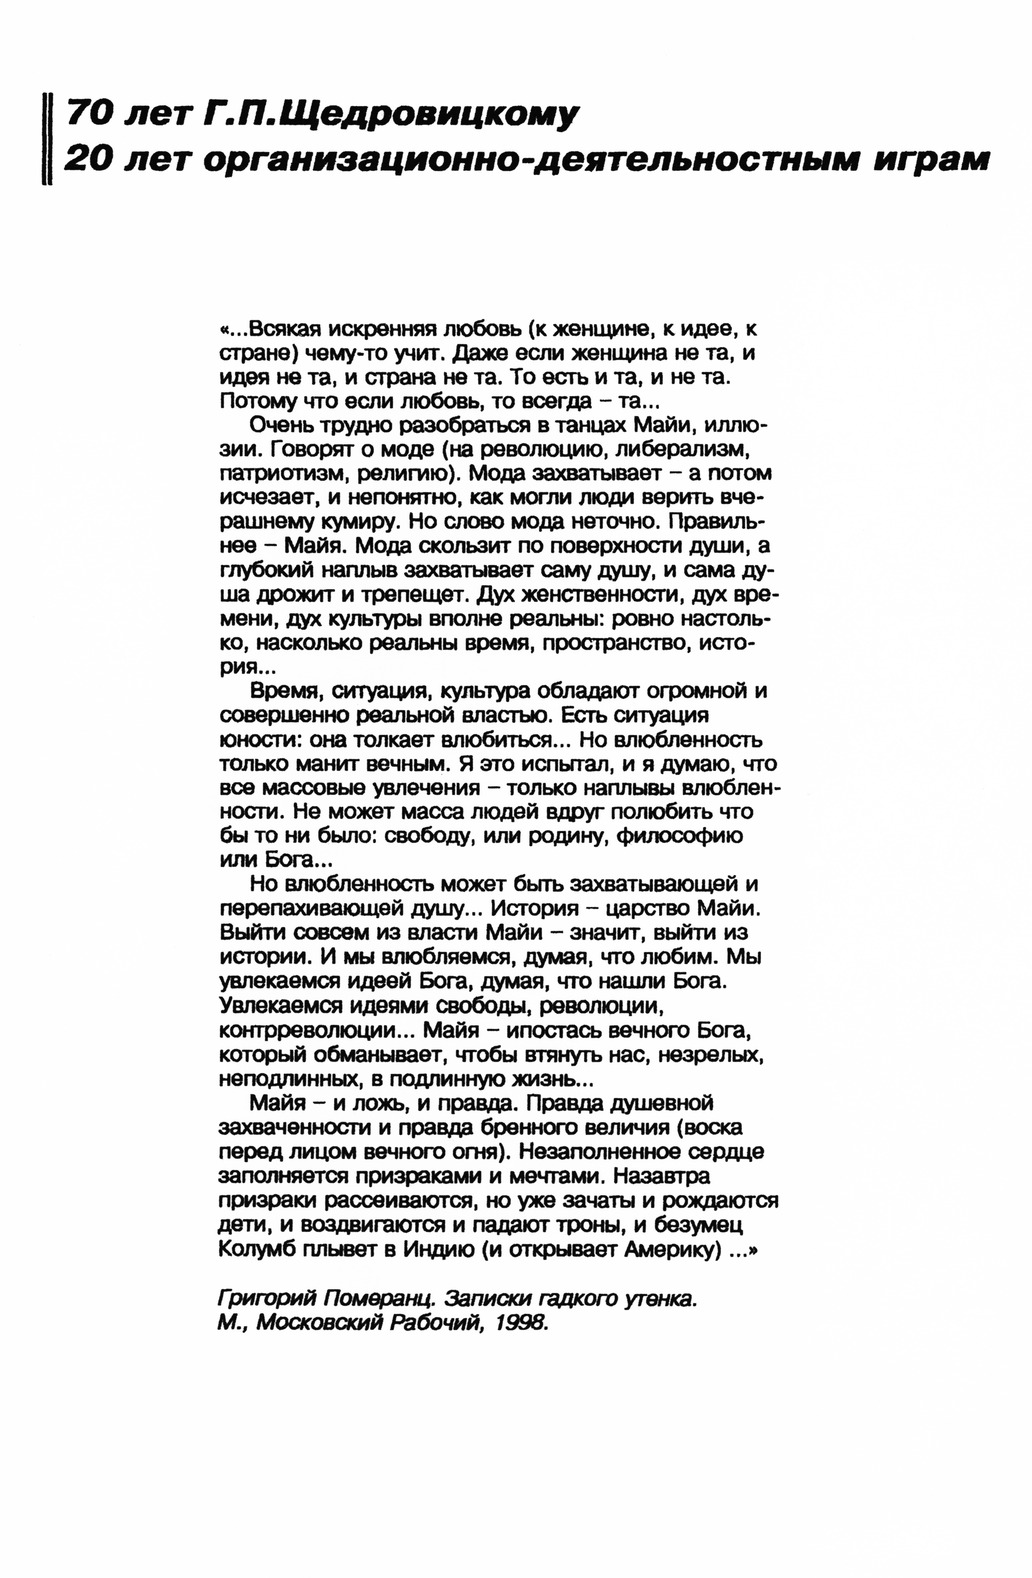 70 лет Г.П.Щедровицкому
20 лет организационно-деятельностным играм
«...Всякая искренняя любовь (к женщине, к идее, к
стране) чему-то учит. Даже если женщина не та, и
идея не та, и страна не та. То есть и та, и не та.
Потому что если любовь, то всегда – та...
Очень трудно разобраться в танцах Майи, иллю-
зии. Говорят о моде (на революцию, либерализм,
патриотизм, религию). Мода захватывает – а потом
исчезает, и непонятно, как могли люди верить вче-
рашнему кумиру. Но слово мода неточно. Правиль-
нее – Майя. Мода скользит по поверхности души, а
глубокий наплыв захватывает саму душу, и сама ду-
ша дрожит и трепещет. Дух женственности, дух вре-
мени, дух культуры вполне реальны: ровно настоль-
ко, насколько реальны время, пространство, исто-
рия...
Время, ситуация, культура обладают огромной и
совершенно реальной властью. Есть ситуация
юности: она толкает влюбиться... Но влюбленность
только манит вечным. Я это испытал, и я думаю, что
все массовые увлечения – только наплывы влюблен-
ности. Не может масса людей вдруг полюбить что
бы то ни было: свободу, или родину, философию
или Бога...
Но влюбленность может быть захватывающей и
перепахивающей душу... История – царство Майи.
Выйти совсем из власти Майи – значит, выйти из
истории. И мы влюбляемся, думая, что любим. Мы
увлекаемся идеей Бога, думая, что нашли Бога.
Увлекаемся идеями свободы, революции,
контрреволюции... Майя – ипостась вечного Бога,
который обманывает, чтобы втянуть нас, незрелых,
неподлинных, в подлинную жизнь...
Майя – и ложь, и правда. Правда душевной
захваченности и правда бренного величия (воска
перед лицом вечного огня). Незаполненное сердце
заполняется призраками и мечтами. Назавтра
призраки рассеиваются, но уже зачаты и рождаются
дети, и воздвигаются и падают троны, и безумец
Колумб плывет в Индию (и открывает Америку) ...»
Григорий Померанц. Записки гадкого утенка.
М., Московский Рабочий, 1998.